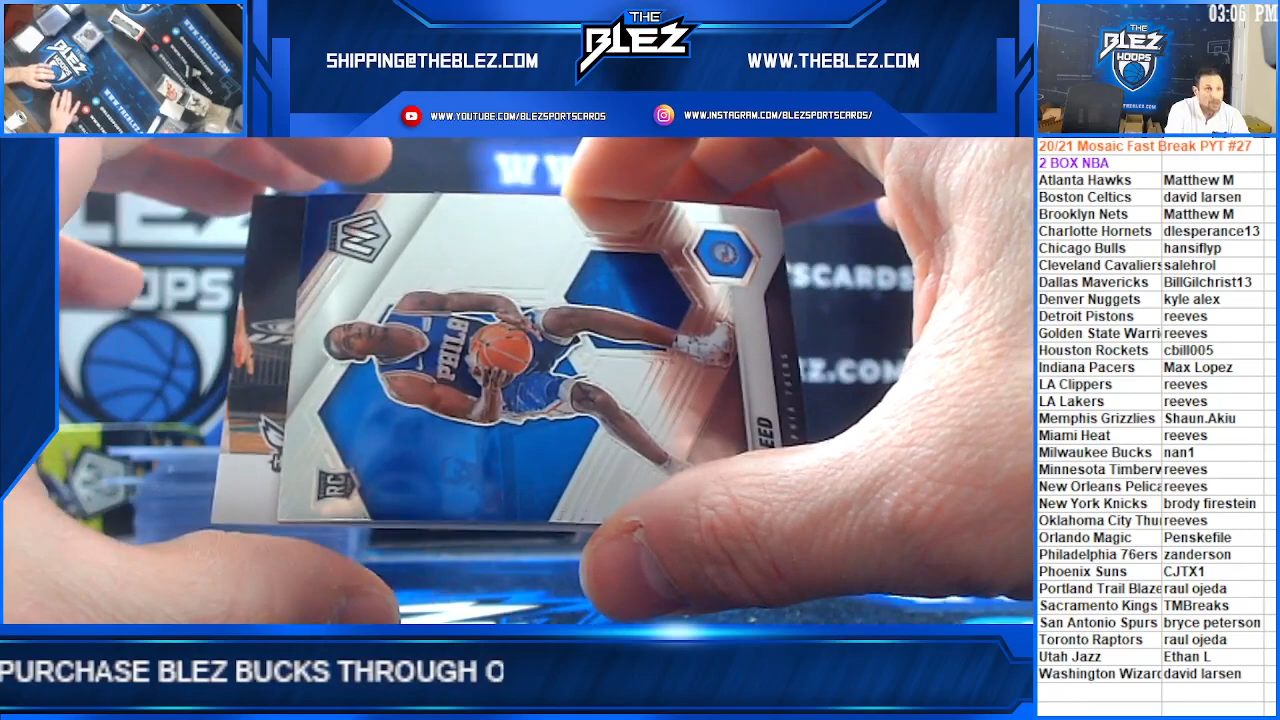 03:06 PM
THE
BLEZ
SHIPPING@THEBLEZ.COM
WWW.THEBLEZ.COM
WWW.YOUTUBE.COM/BLEZSPORTSCARDS
WWW.INSTAGRAM.COM/BLEZSPORTSCARDS/
THE
BLEZ
HOOPS
20/21 Mosaic Fast Break PYT #27
2 BOX NBA
Atlanta Hawks Matthew M
Boston Celtics david larsen
Brooklyn Nets Matthew M
Charlotte Hornets dlesperance13
Chicago Bulls hansiflyp
Cleveland Cavaliers salehrol
Dallas Mavericks BillGilchrist13
Denver Nuggets kyle alex
Detroit Pistons reeves
Golden State Warri reeves
Houston Rockets cbill005
Indiana Pacers Max Lopez
LA Clippers reeves
LA Lakers reeves
Memphis Grizzlies Shaun.Akiu
Miami Heat reeves
Milwaukee Bucks nan1
Minnesota Timberw reeves
New Orleans Pelica reeves
New York Knicks brody firestein
Oklahoma City Thu reeves
Orlando Magic Penskefile
Philadelphia 76ers zanderson
Phoenix Suns CJTX1
Portland Trail Blaze raul ojeda
Sacramento Kings TMBreaks
San Antonio Spurs bryce peterson
Toronto Raptors raul ojeda
Utah Jazz Ethan L
Washington Wizard david larsen
PHILA
RC
EED
OOPS
SCARDS
EZ.COM
PURCHASE BLEZ BUCKS THROUGH O